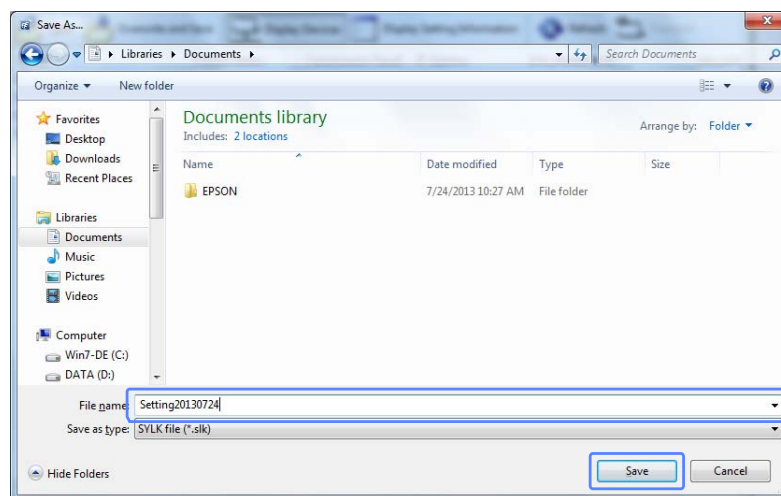 Save As...
Libraries Documents
Search Documents
Organize New folder
Favorites
Desktop
Downloads
Recent Places
Libraries
Documents
Music
Pictures
Videos
Computer
Win7-DE (C:)
DATA (D:)
Documents library
Includes: 2 locations
Arrange by: Folder
Name Date modified Type Size
EPSON 7/24/2013 10:27 AM File folder
File name: Setting20130724
Save as type: SYLK file (*.slk)
Hide Folders Save Cancel